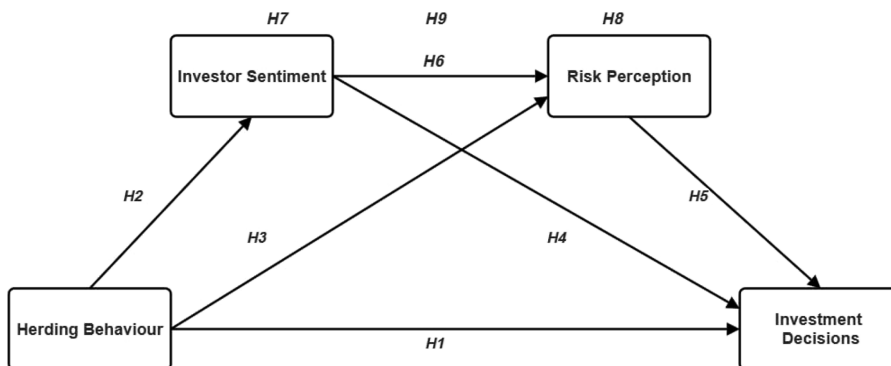 H7
H9
H8
Investor Sentiment
H6
Risk Perception
H2
H3
H4
H5
Herding Behaviour
H1
Investment
Decisions